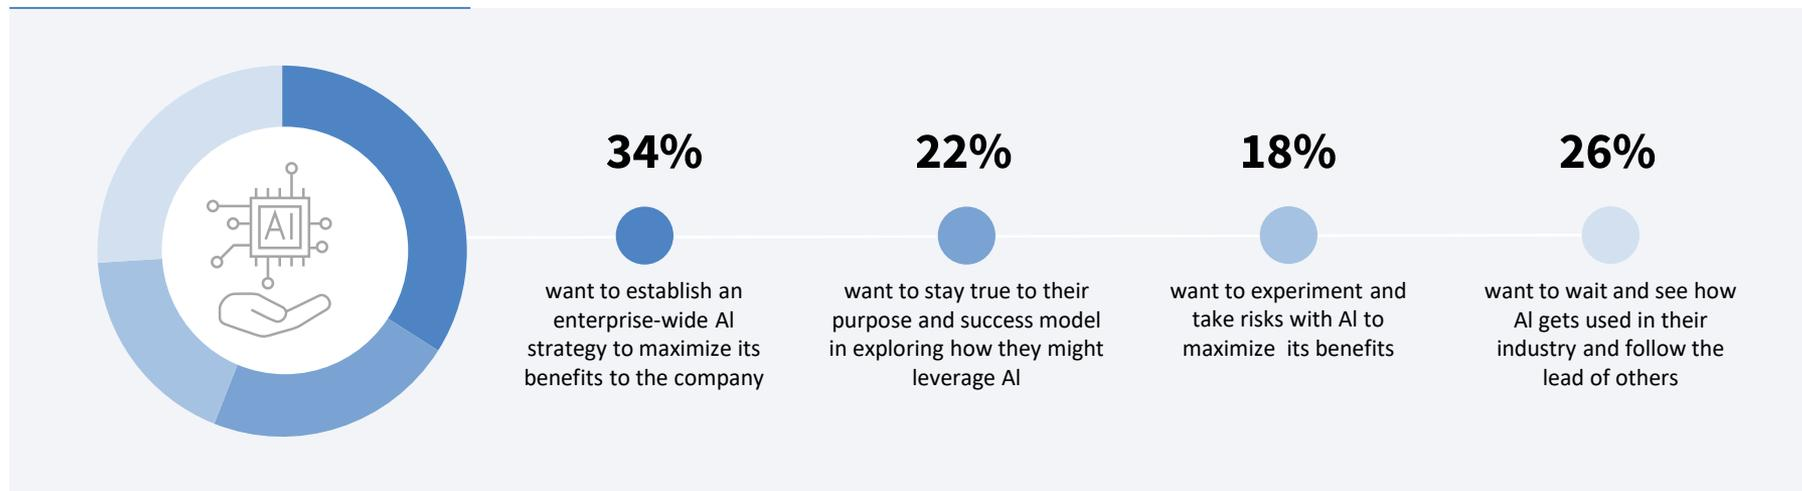 AI
34%
want to establish an
enterprise-wide AI
strategy to maximize its
benefits to the company
22%
want to stay true to their
purpose and success model
in exploring how they might
leverage AI
18%
want to experiment and
take risks with AI to
maximize  its benefits
26%
want to wait and see how
AI gets used in their
industry and follow the
lead of others